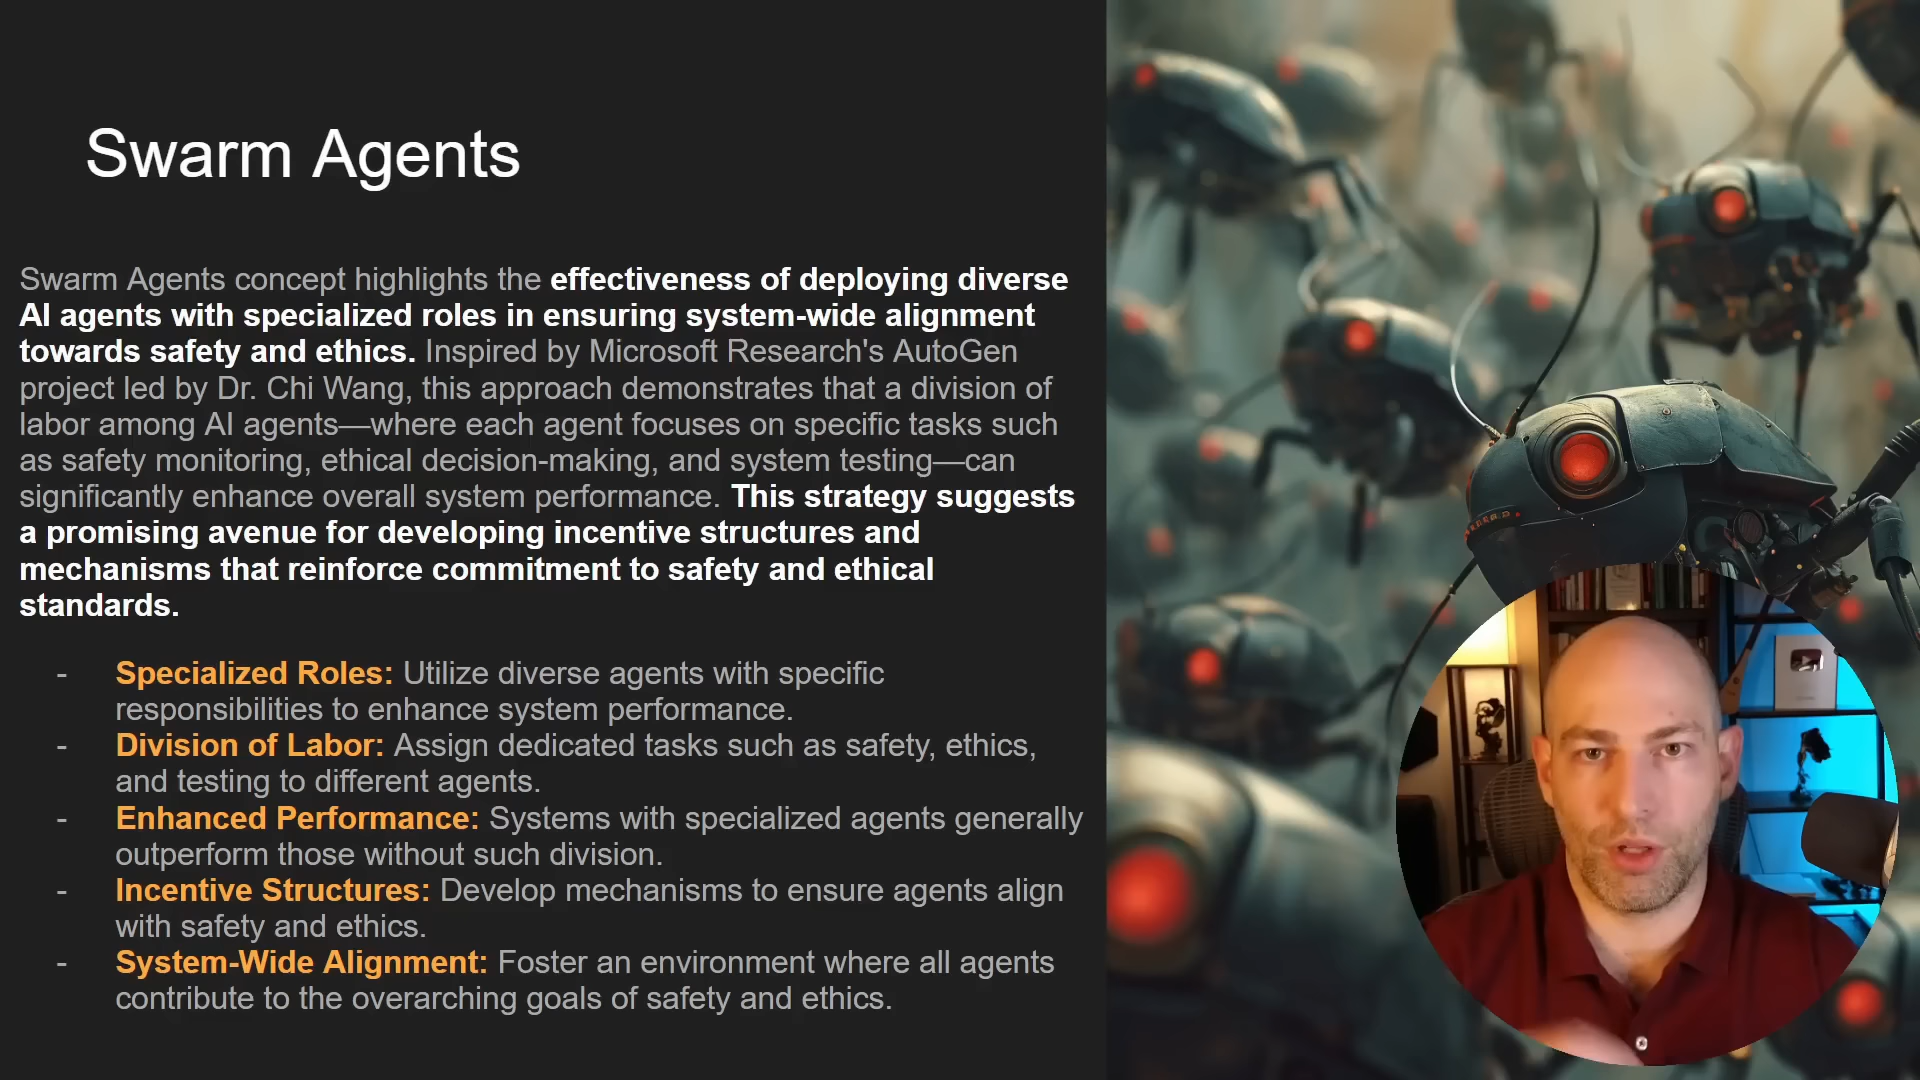 Swarm Agents
Swarm Agents concept highlights the effectiveness of deploying diverse
AI agents with specialized roles in ensuring system-wide alignment
towards safety and ethics. Inspired by Microsoft Research's AutoGen
project led by Dr. Chi Wang, this approach demonstrates that a division of
labor among AI agents—where each agent focuses on specific tasks such
as safety monitoring, ethical decision-making, and system testing—can
significantly enhance overall system performance. This strategy suggests
a promising avenue for developing incentive structures and
mechanisms that reinforce commitment to safety and ethical
standards.
- Specialized Roles: Utilize diverse agents with specific
responsibilities to enhance system performance.
- Division of Labor: Assign dedicated tasks such as safety, ethics,
and testing to different agents.
- Enhanced Performance: Systems with specialized agents generally
outperform those without such division.
- Incentive Structures: Develop mechanisms to ensure agents align
with safety and ethics.
- System-Wide Alignment: Foster an environment where all agents
contribute to the overarching goals of safety and ethics.